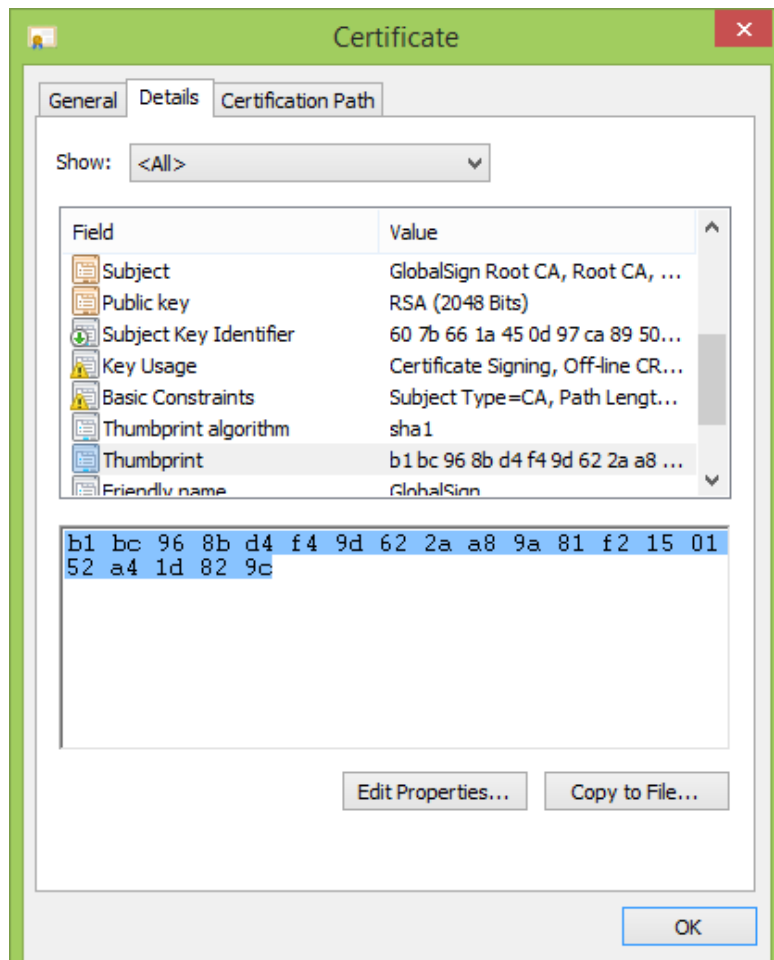 Certificate
General Details Certification Path
Show: <All>
Field Value
Subject GlobalSign Root CA, Root CA, ...
Public key RSA (2048 Bits)
Subject Key Identifier 60 7b 66 1a 45 0d 97 ca 89 50...
Key Usage Certificate Signing, Off-line CR...
Basic Constraints Subject Type=CA, Path Lengt...
Thumbprint algorithm sha1
Thumbprint b1 bc 96 8b d4 f4 9d 62 2a a8 ...
Friendly name GlobalSign
b1 bc 96 8b d4 f4 9d 62 2a a8 9a 81 f2 15 01
52 a4 1d 82 9c
Edit Properties... Copy to File...
OK